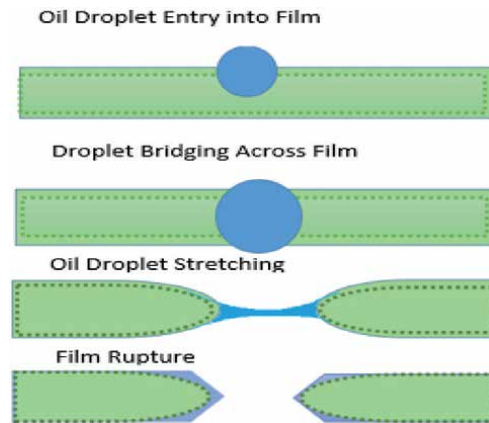 Oil Droplet Entry into Film
Droplet Bridging Across Film
Oil Droplet Stretching
Film Rupture